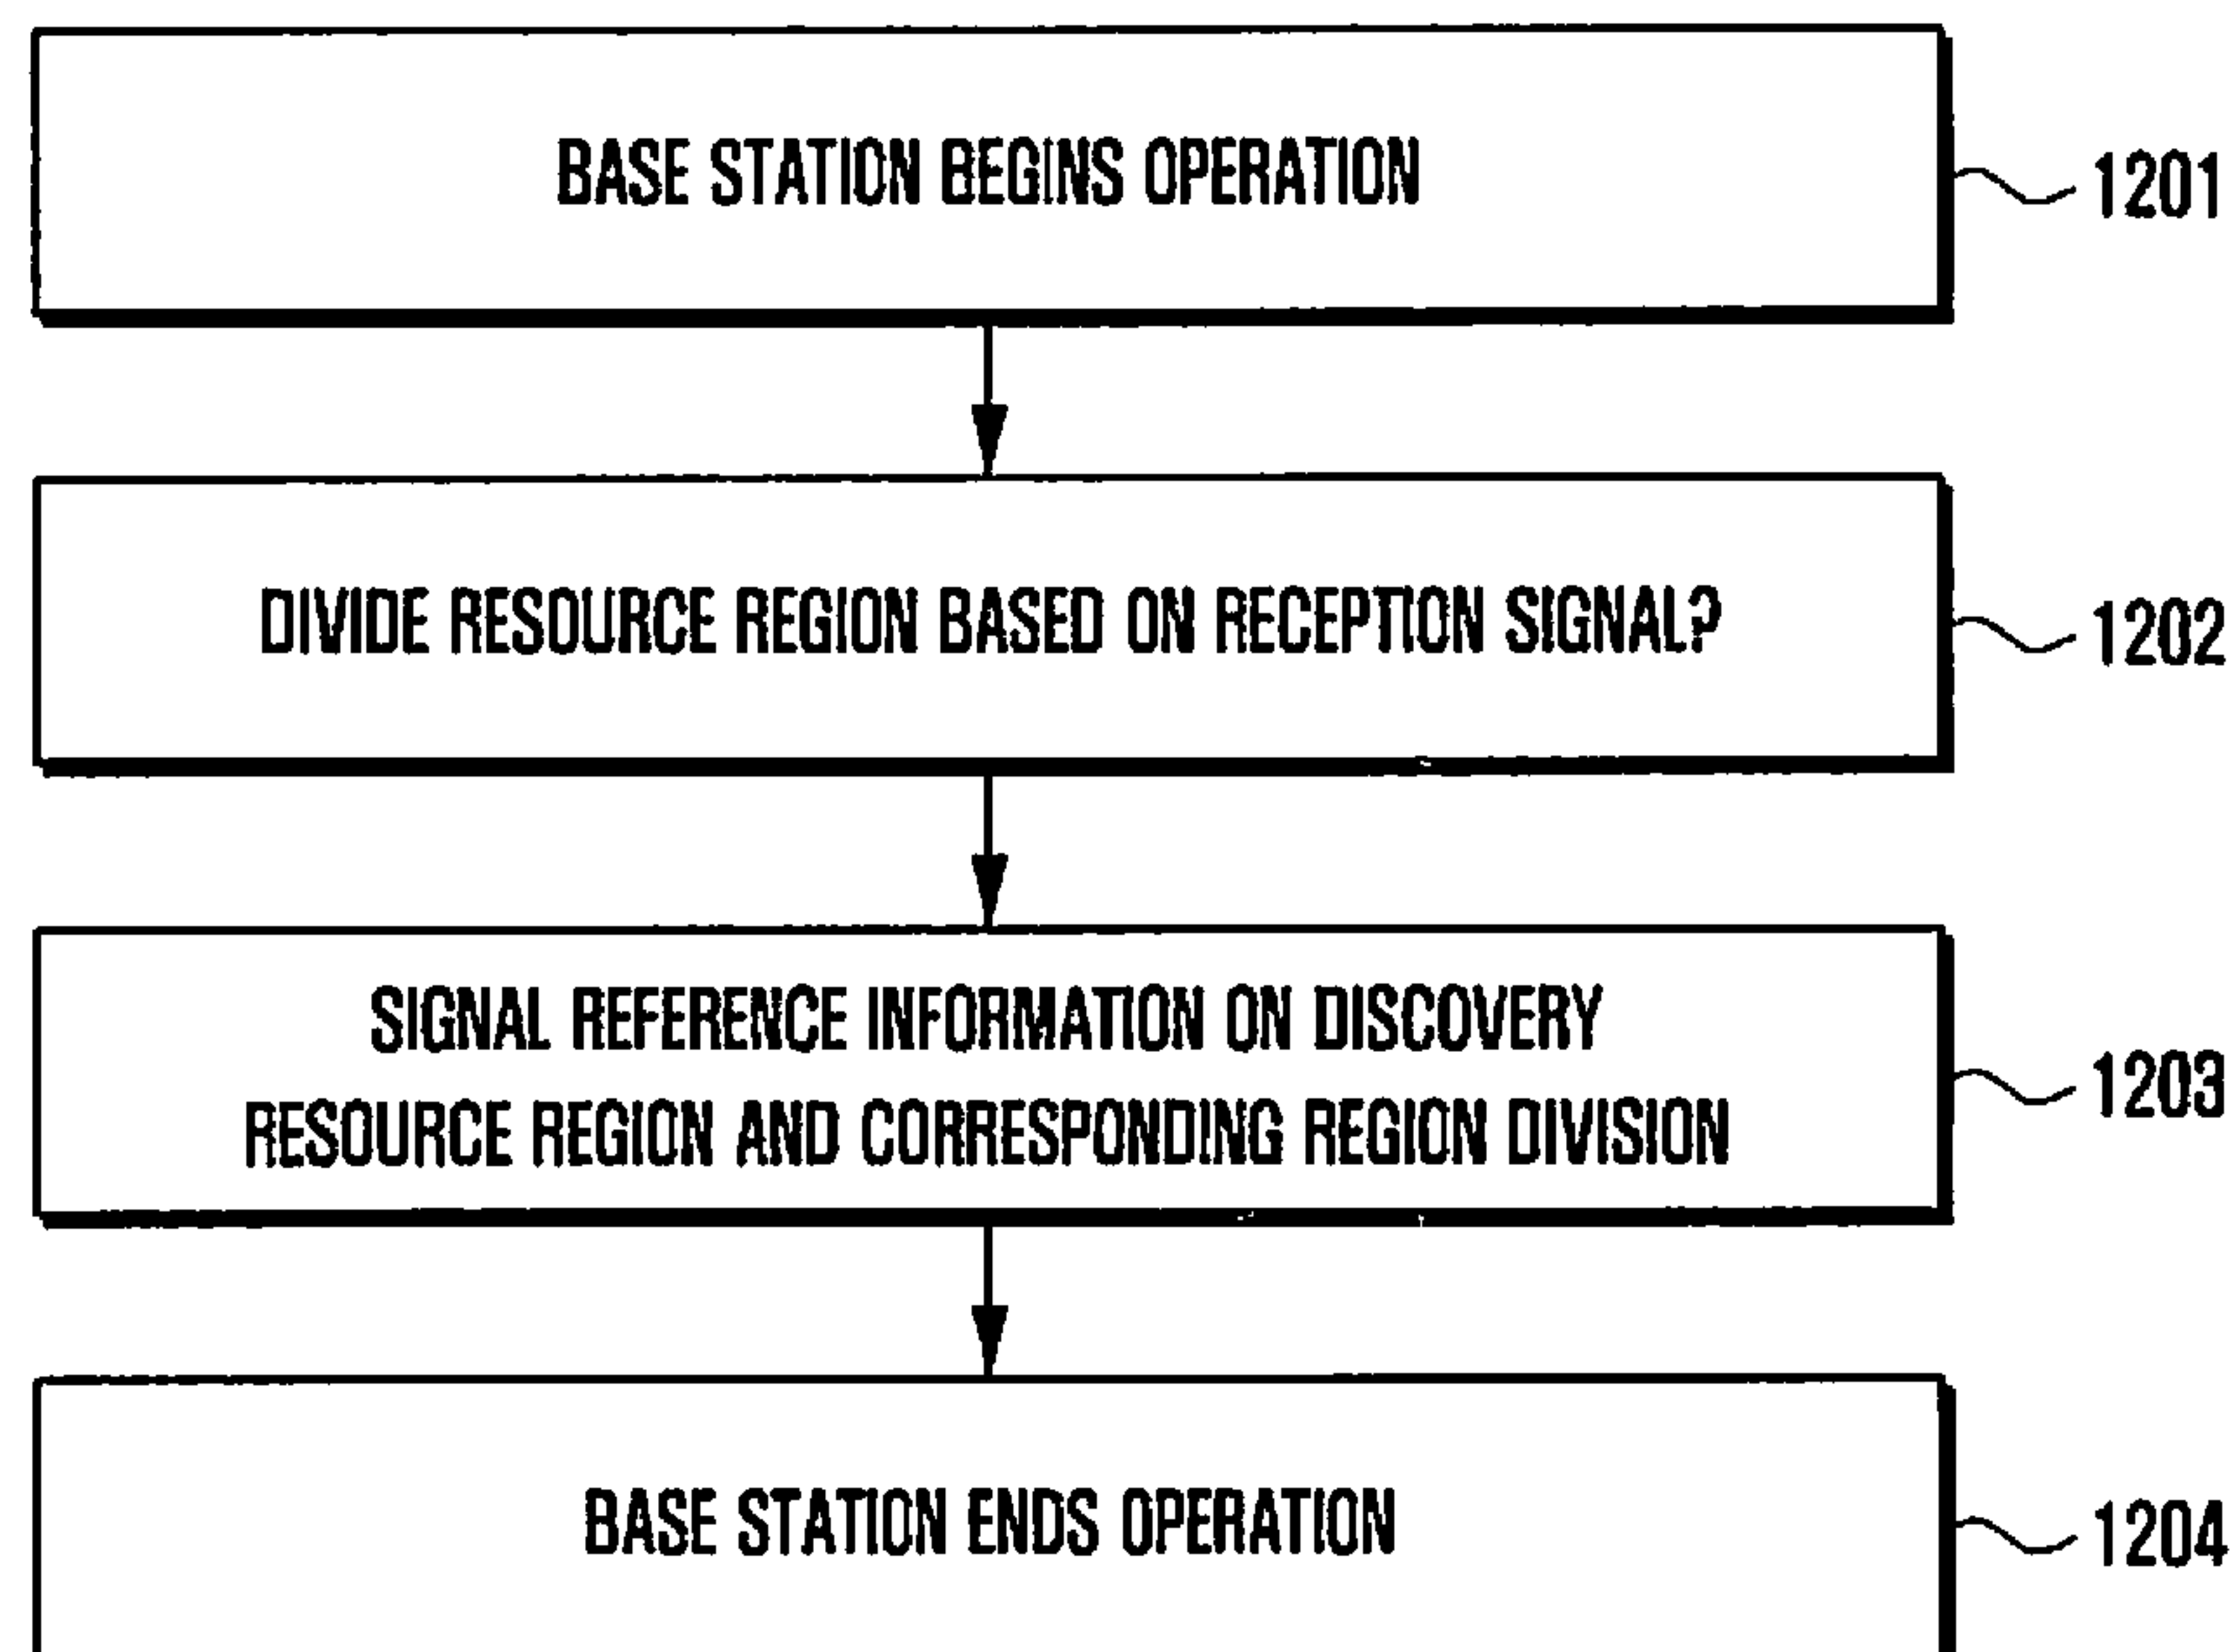 BASE STATION BEGINS OPERATION
1201
DIVIDE RESOURCE REGION BASED ON RECEPTION SIGNAL?
1202
SIGNAL REFERENCE INFORMATION ON DISCOVERY
RESOURCE REGION AND CORRESPONDING REGION DIVISION
1203
BASE STATION ENDS OPERATION
1204